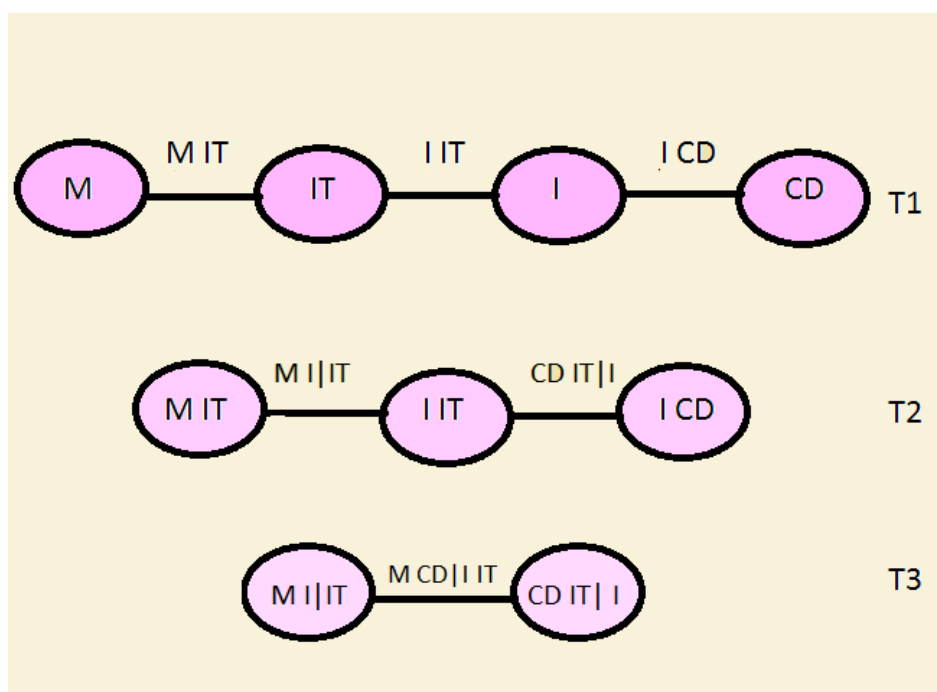 M IT I IT I CD
M IT I CD T1
M I|IT CD IT|I
M IT I IT I CD T2
M CD|I IT
M I|IT CD IT| I T3